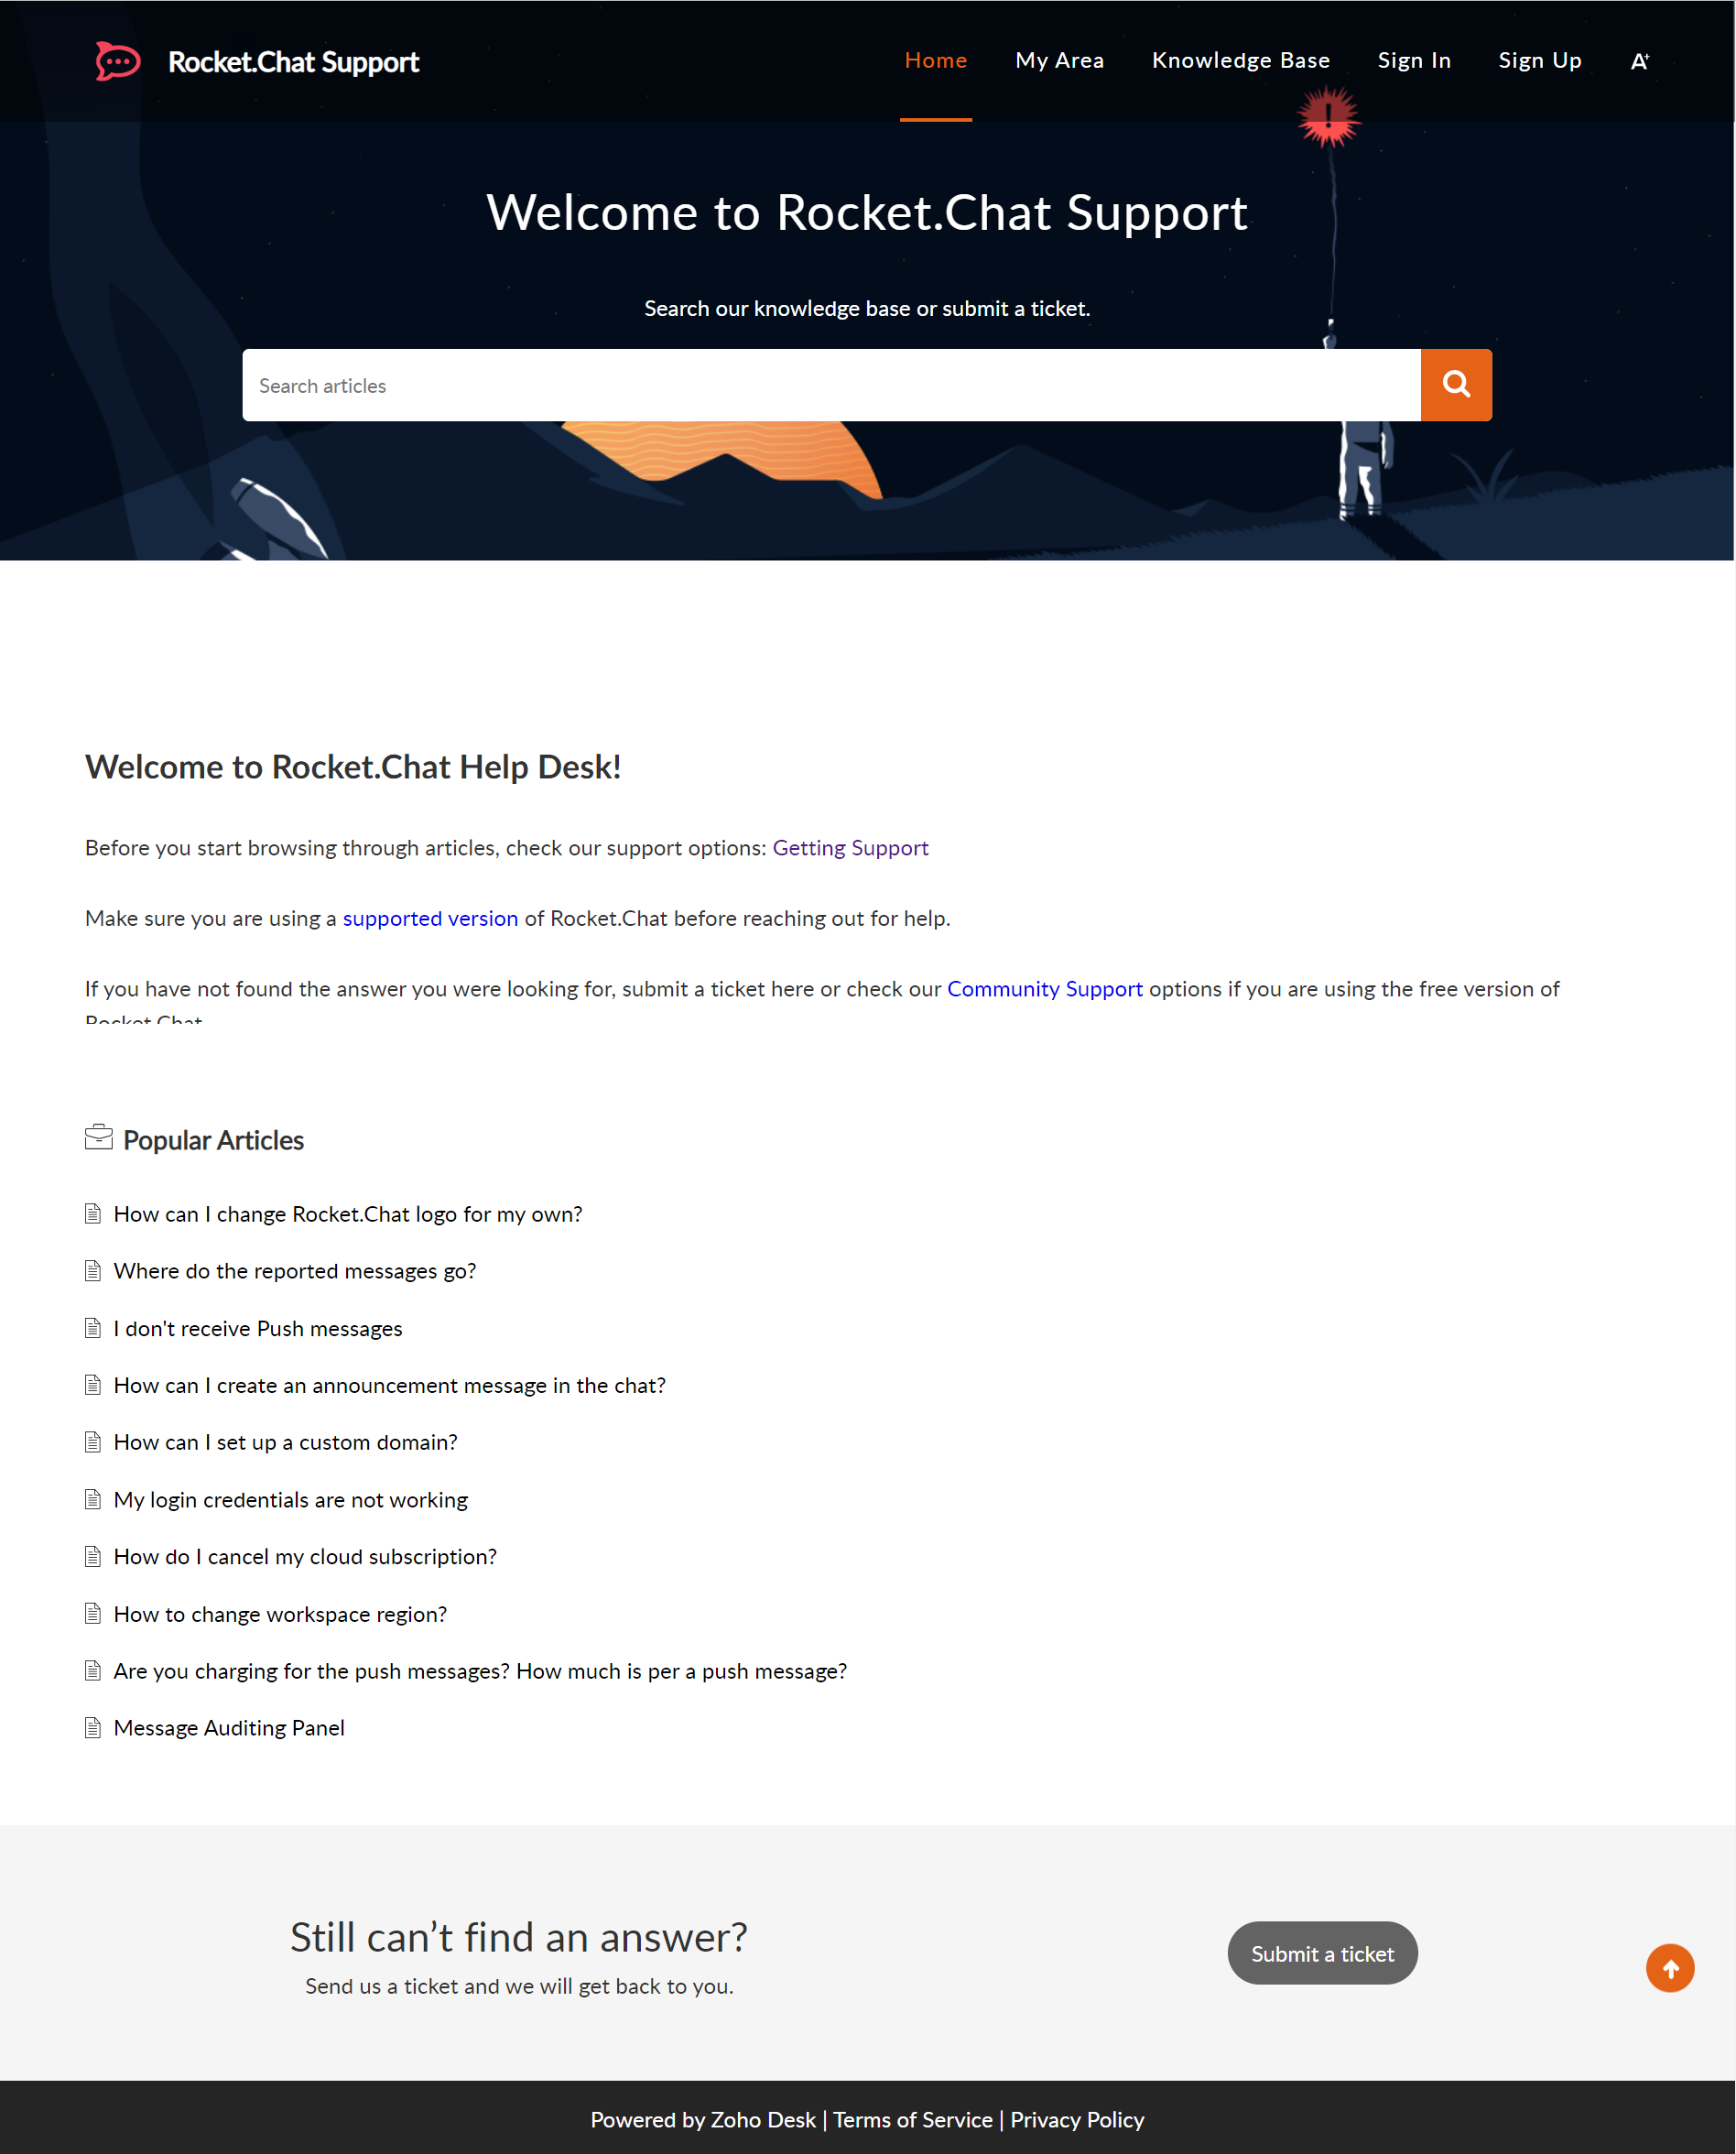 Rocket.Chat Support
Home
My Area
Knowledge Base
Sign In
Sign Up
A+
Welcome to Rocket.Chat Support
Search our knowledge base or submit a ticket.
Search articles
Welcome to Rocket.Chat Help Desk!
Before you start browsing through articles, check our support options: Getting Support
Make sure you are using a supported version of Rocket.Chat before reaching out for help.
If you have not found the answer you were looking for, submit a ticket here or check our Community Support options if you are using the free version of
Rocket.Chat
Popular Articles
How can I change Rocket.Chat logo for my own?
Where do the reported messages go?
I don't receive Push messages
How can I create an announcement message in the chat?
How can I set up a custom domain?
My login credentials are not working
How do I cancel my cloud subscription?
How to change workspace region?
Are you charging for the push messages? How much is per a push message?
Message Auditing Panel
Still can’t find an answer?
Send us a ticket and we will get back to you.
Submit a ticket
Powered by Zoho Desk | Terms of Service | Privacy Policy